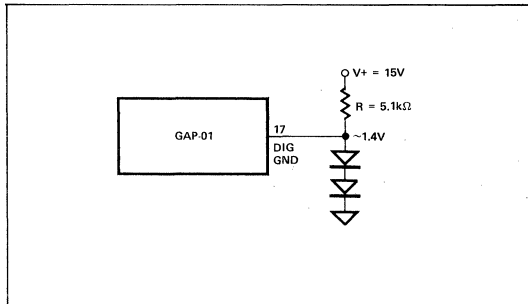 V+ = 15V
R = 5.1kΩ
GAP-01
17
~1.4V
DIG
GND